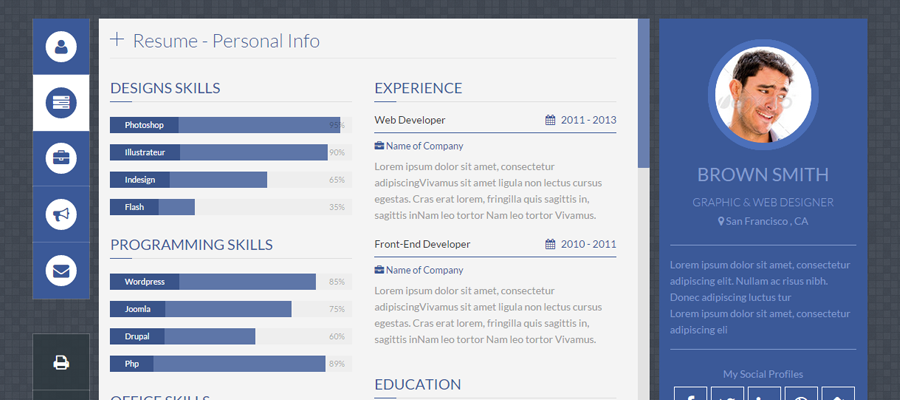 Resume - Personal Info
DESIGNS SKILLS
Photoshop 95%
Illustrateur 90%
Indesign 65%
Flash 35%
PROGRAMMING SKILLS
Wordpress 85%
Joomla 75%
Drupal 60%
Php 89%
OFFICE SKILLS
EXPERIENCE
Web Developer 2011 - 2013
Name of Company
Lorem ipsum dolor sit amet, consectetur
adipiscingVivamus sit amet ligula non lectus cursus
egestas. Cras erat lorem, fringilla quis sagittis in,
sagittis inNam leo tortor Nam leo tortor Vivamus.
Front-End Developer 2010 - 2011
Name of Company
Lorem ipsum dolor sit amet, consectetur
adipiscingVivamus sit amet ligula non lectus cursus
egestas. Cras erat lorem, fringilla quis sagittis in,
sagittis inNam leo tortor Nam leo tortor Vivamus.
EDUCATION
BROWN SMITH
GRAPHIC & WEB DESIGNER
San Francisco , CA
Lorem ipsum dolor sit amet, consectetur
adipiscing elit. Nullam ac risus nibh.
Donec adipiscing luctus tur
Lorem ipsum dolor sit amet, consectetur
adipiscing eli
My Social Profiles